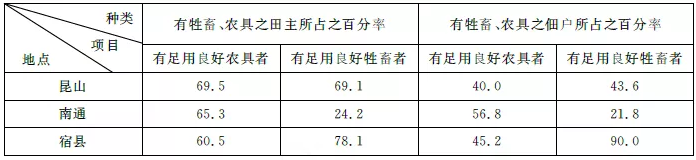 种类
项目
地点
有牲畜、农具之田主所占之百分率 有牲畜、农具之佃户所占之百分率
有足用良好农具者 有足用良好牲畜者 有足用良好农具者 有足用良好牲畜者
昆山 69.5 69.1 40.0 43.6
南通 65.3 24.2 56.8 21.8
宿县 60.5 78.1 45.2 90.0